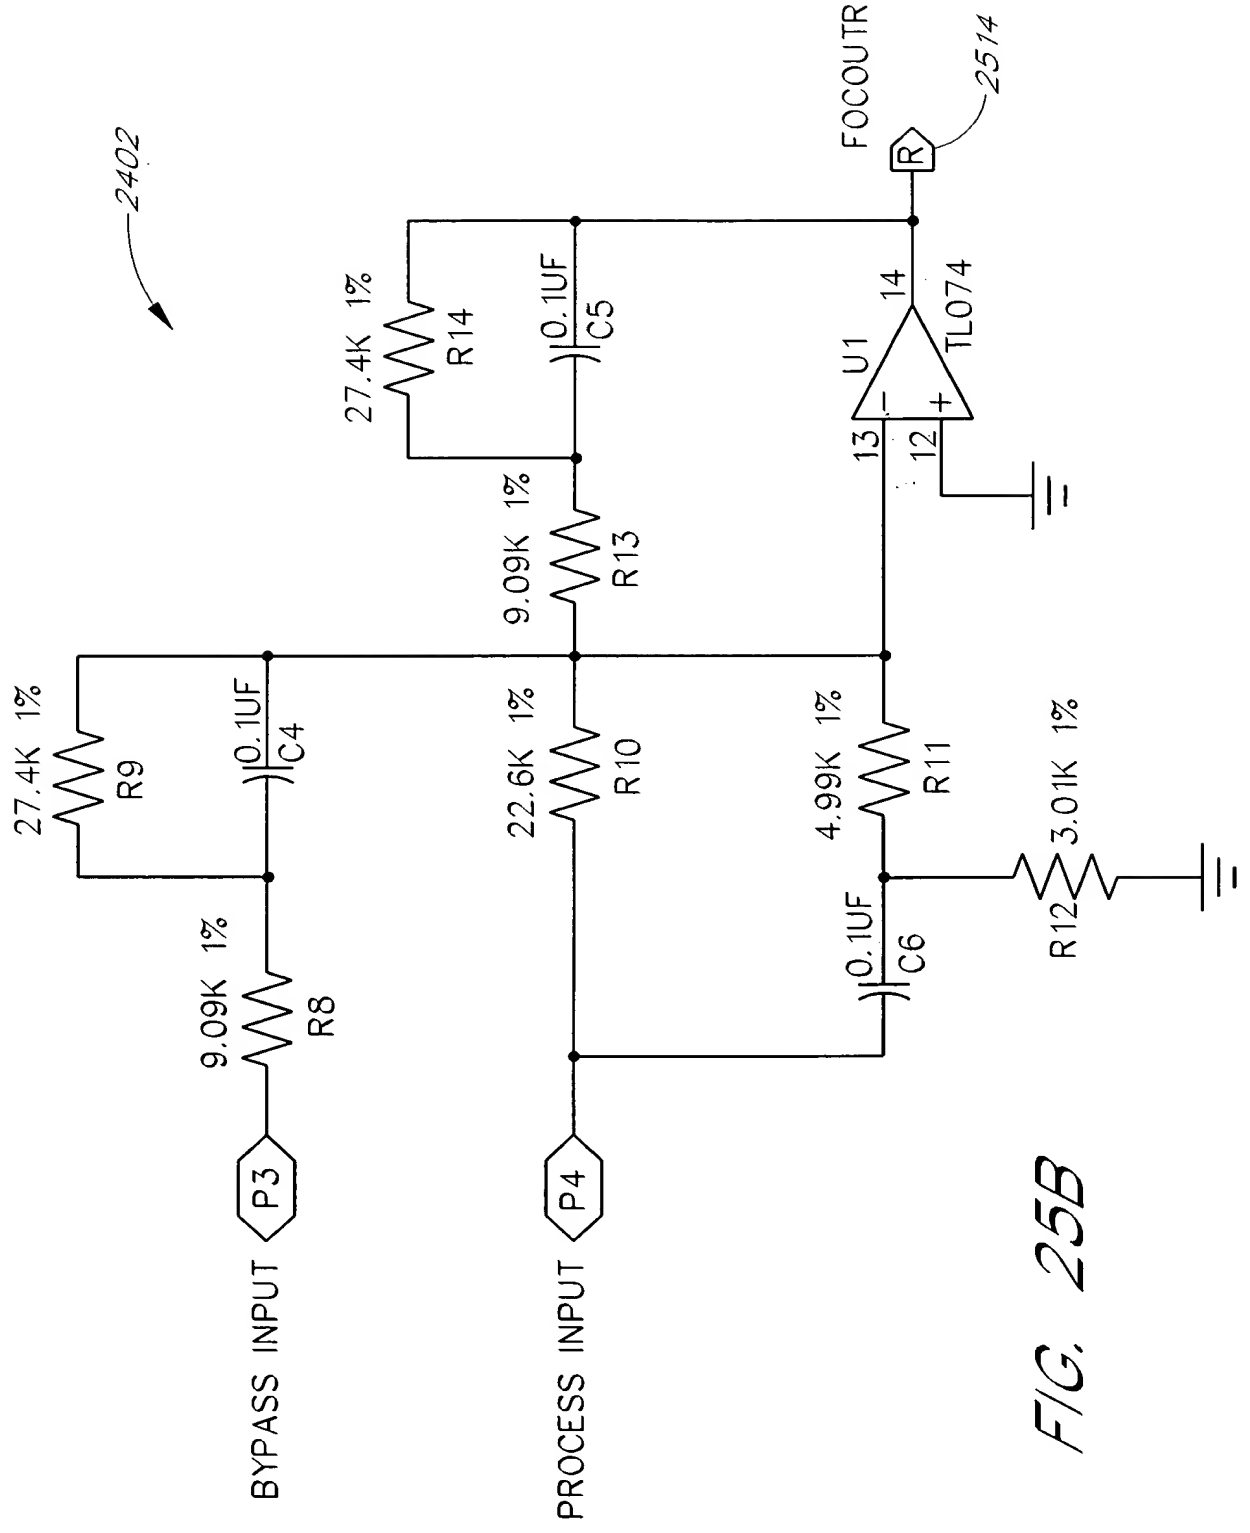 2402
27.4K 1%
R9
0.1UF
C4
9.09K 1%
R8
BYPASS INPUT
P3
27.4K 1%
R14
0.1UF
C5
9.09K 1%
R13
FOCOUTR
R
2514
PROCESS INPUT
P4
22.6K 1%
R10
U1
13
-
12
+
14
TL074
0.1UF
C6
4.99K 1%
R11
R12
3.01K 1%
FIG. 25B